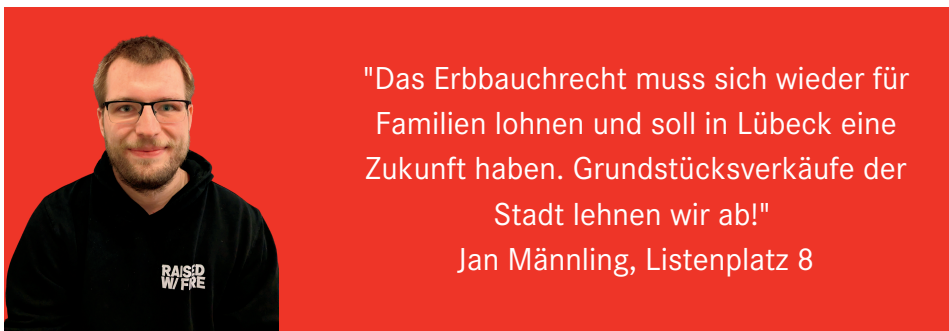 "Das Erbbauchrecht muss sich wieder für
Familien lohnen und soll in Lübeck eine
Zukunft haben. Grundstücksverkäufe der
Stadt lehnen wir ab!"
Jan Männling, Listenplatz 8
RAISED
W/ FIRE